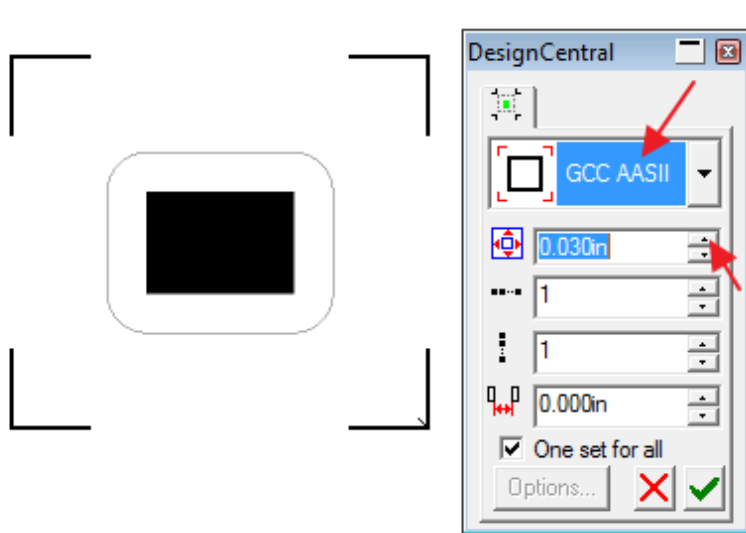 DesignCentral
GCC AASII
0.030in
1
1
0.000in
One set for all
Options...